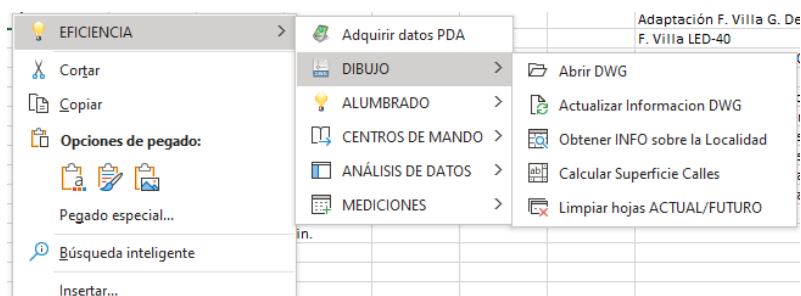 EFICIENCIA
Cortar
Copiar
Opciones de pegado:
Pegado especial...
Búsqueda inteligente
Insertar...
Adquirir datos PDA
DIBUJO
ALUMBRADO
CENTROS DE MANDO
ANÁLISIS DE DATOS
MEDICIONES
Abrir DWG
Actualizar Informacion DWG
Obtener INFO sobre la Localidad
Calcular Superficie Calles
Limpiar hojas ACTUAL/FUTURO
Adaptación F. Villa G. De
F. Villa LED-40
in.